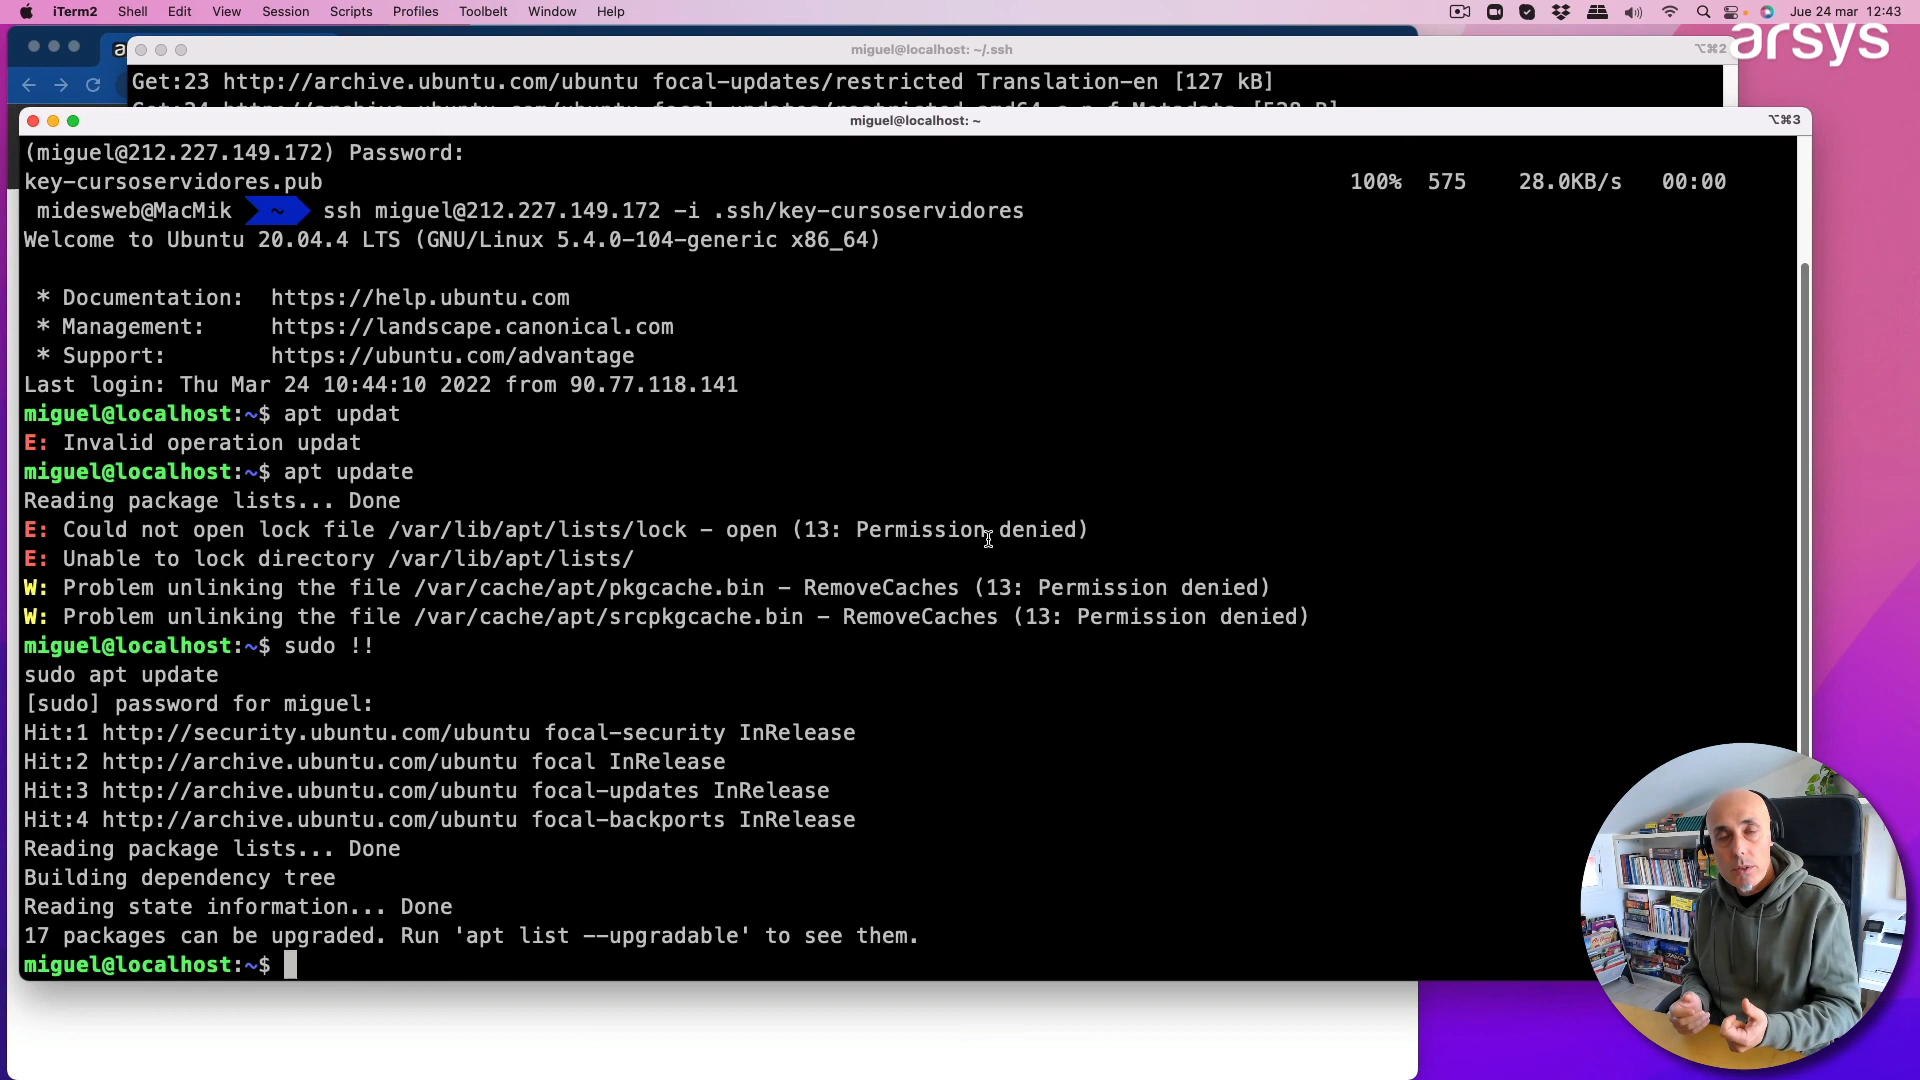 iTerm2 Shell Edit View Session Scripts Profiles Toolbelt Window Help Jue 24 mar 12:43
arsys
a
miguel@localhost: ~/.ssh ⌥⌘2
Get:23 http://archive.ubuntu.com/ubuntu focal-updates/restricted Translation-en [127 kB]
miguel@localhost: ~ ⌥⌘3
(miguel@212.227.149.172) Password:
key-cursoservidores.pub 100% 575 28.0KB/s 00:00
midesweb@MacMik ~ ssh miguel@212.227.149.172 -i .ssh/key-cursoservidores
Welcome to Ubuntu 20.04.4 LTS (GNU/Linux 5.4.0-104-generic x86_64)
* Documentation: https://help.ubuntu.com
* Management: https://landscape.canonical.com
* Support: https://ubuntu.com/advantage
Last login: Thu Mar 24 10:44:10 2022 from 90.77.118.141
miguel@localhost:~$ apt updat
E: Invalid operation updat
miguel@localhost:~$ apt update
Reading package lists... Done
E: Could not open lock file /var/lib/apt/lists/lock - open (13: Permission denied)
E: Unable to lock directory /var/lib/apt/lists/
W: Problem unlinking the file /var/cache/apt/pkgcache.bin - RemoveCaches (13: Permission denied)
W: Problem unlinking the file /var/cache/apt/srcpkgcache.bin - RemoveCaches (13: Permission denied)
miguel@localhost:~$ sudo !!
sudo apt update
[sudo] password for miguel:
Hit:1 http://security.ubuntu.com/ubuntu focal-security InRelease
Hit:2 http://archive.ubuntu.com/ubuntu focal InRelease
Hit:3 http://archive.ubuntu.com/ubuntu focal-updates InRelease
Hit:4 http://archive.ubuntu.com/ubuntu focal-backports InRelease
Reading package lists... Done
Building dependency tree
Reading state information... Done
17 packages can be upgraded. Run 'apt list --upgradable' to see them.
miguel@localhost:~$